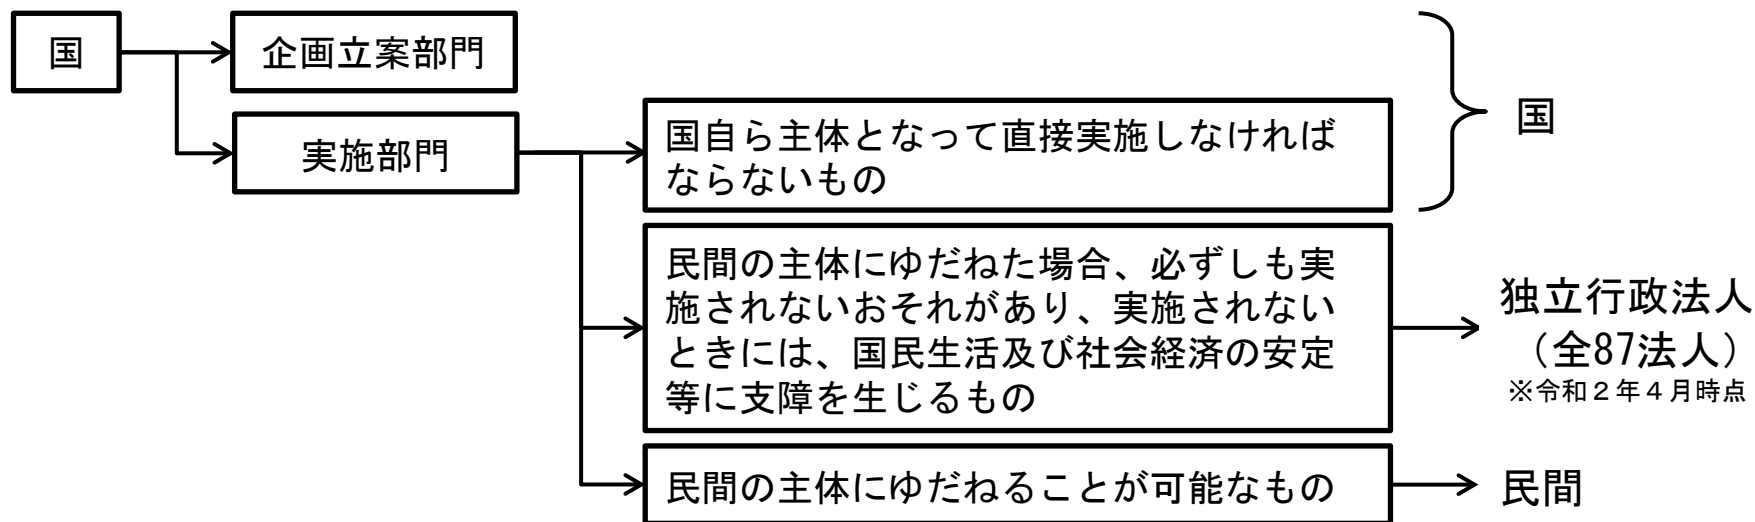 国
企画立案部門
実施部門
国自ら主体となって直接実施しなければ
ならないもの
国
民間の主体にゆだねた場合、必ずしも実
施されないおそれがあり、実施されない
ときには、国民生活及び社会経済の安定
等に支障を生じるもの
独立行政法人
（全87法人）
※令和２年４月時点
民間の主体にゆだねることが可能なもの
民間